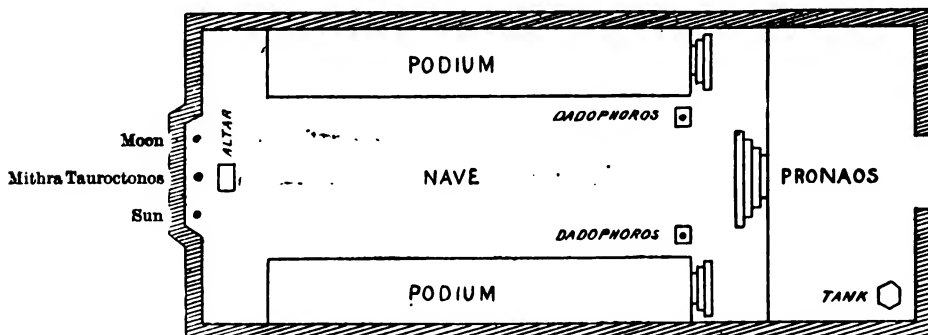 PODIUM
DADOPHOROS
Moon
ALTAR
Mithra Tauroctonos
NAVE
PRONAOS
Sun
DADOPHOROS
PODIUM
TANK